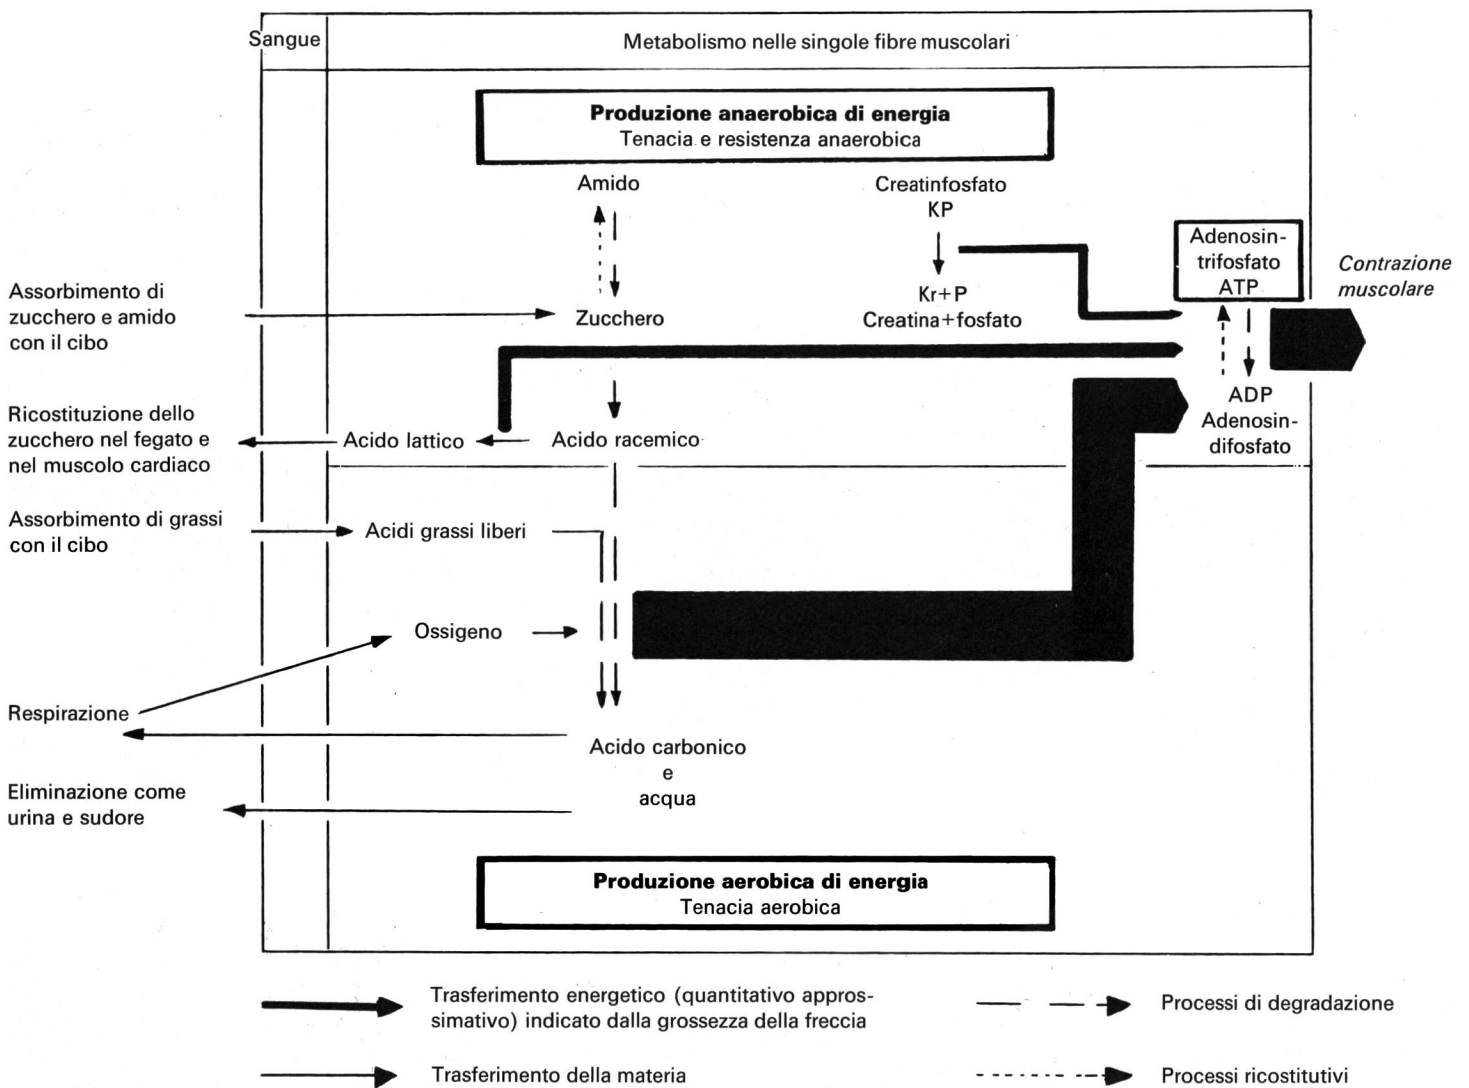 Sangue
Metabolismo nelle singole fibre muscolari
Produzione anaerobica di energia
Tenacia e resistenza anaerobica
Amido
Creatinfosfato
KP
Adenosin-
trifosfato
ATP
Contrazione
muscolare
Assorbimento di
zucchero e amido
con il cibo
Zucchero
Kr+P
Creatina+fosfato
ADP
Adenosin-
difosfato
Ricostituzione dello
zucchero nel fegato e
nel muscolo cardiaco
Acido lattico
Acido racemico
Assorbimento di grassi
con il cibo
Acidi grassi liberi
Ossigeno
Respirazione
Acido carbonico
e
acqua
Eliminazione come
urina e sudore
Produzione aerobica di energia
Tenacia aerobica
Trasferimento energetico (quantitativo appros-
simativo) indicato dalla grossezza della freccia
Processi di degradazione
Trasferimento della materia
Processi ricostitutivi